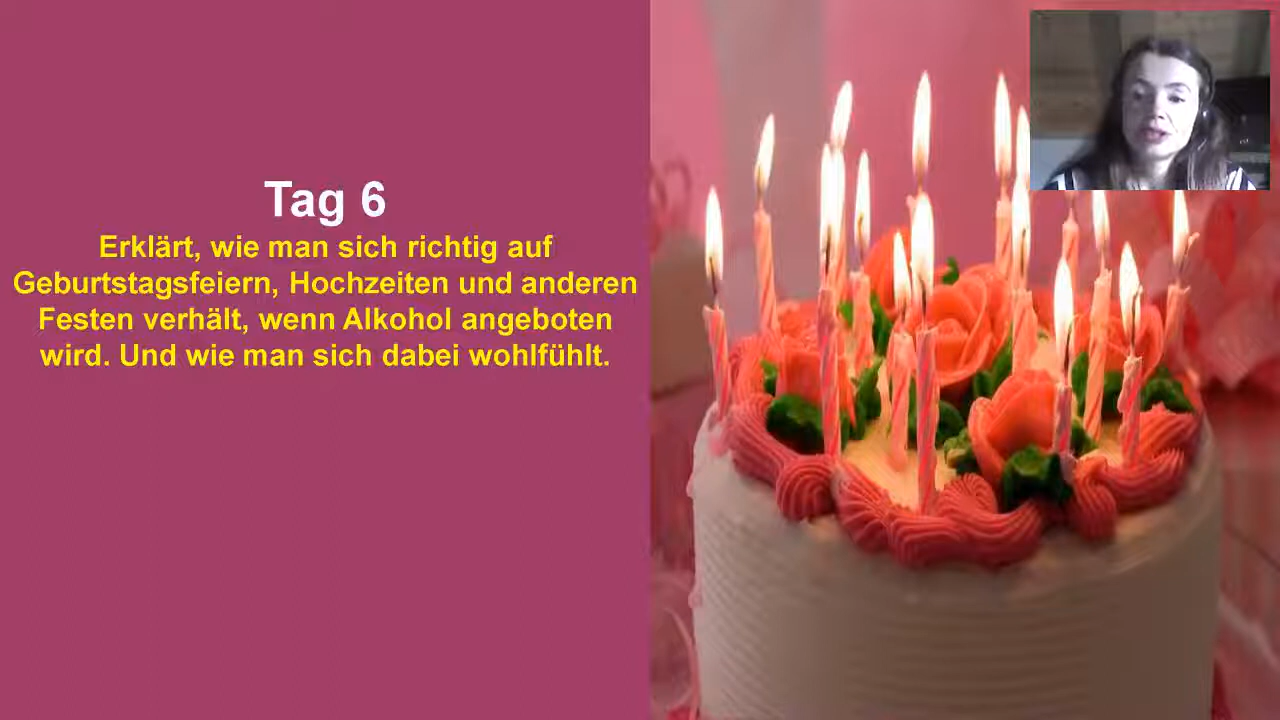 Tag 6
Erklärt, wie man sich richtig auf
Geburtstagsfeiern, Hochzeiten und anderen
Festen verhält, wenn Alkohol angeboten
wird. Und wie man sich dabei wohlfühlt.